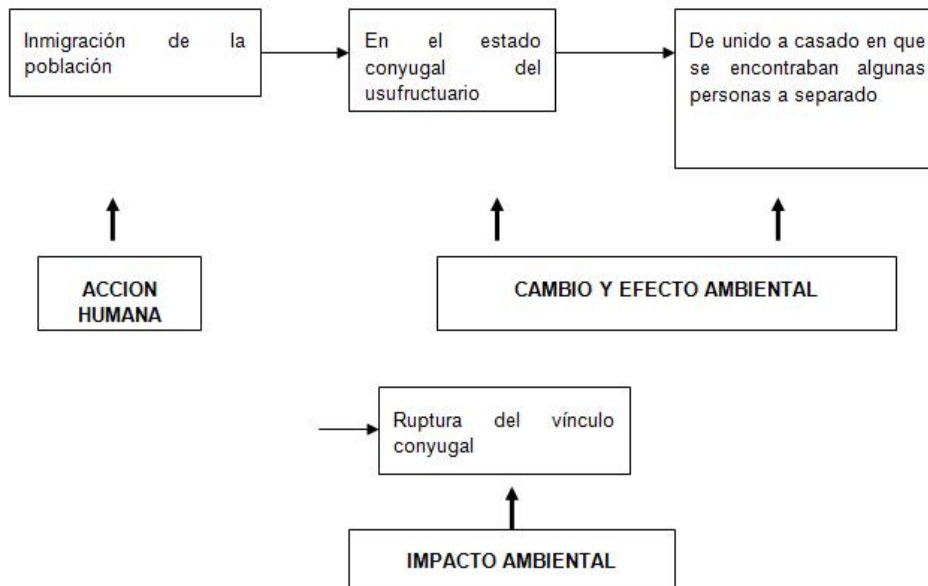 Inmigración de la
población
En el estado
conyugal del
usufructuario
De unido a casado en que
se encontraban algunas
personas a separado
ACCION
HUMANA
CAMBIO Y EFECTO AMBIENTAL
Ruptura del vínculo
conyugal
IMPACTO AMBIENTAL